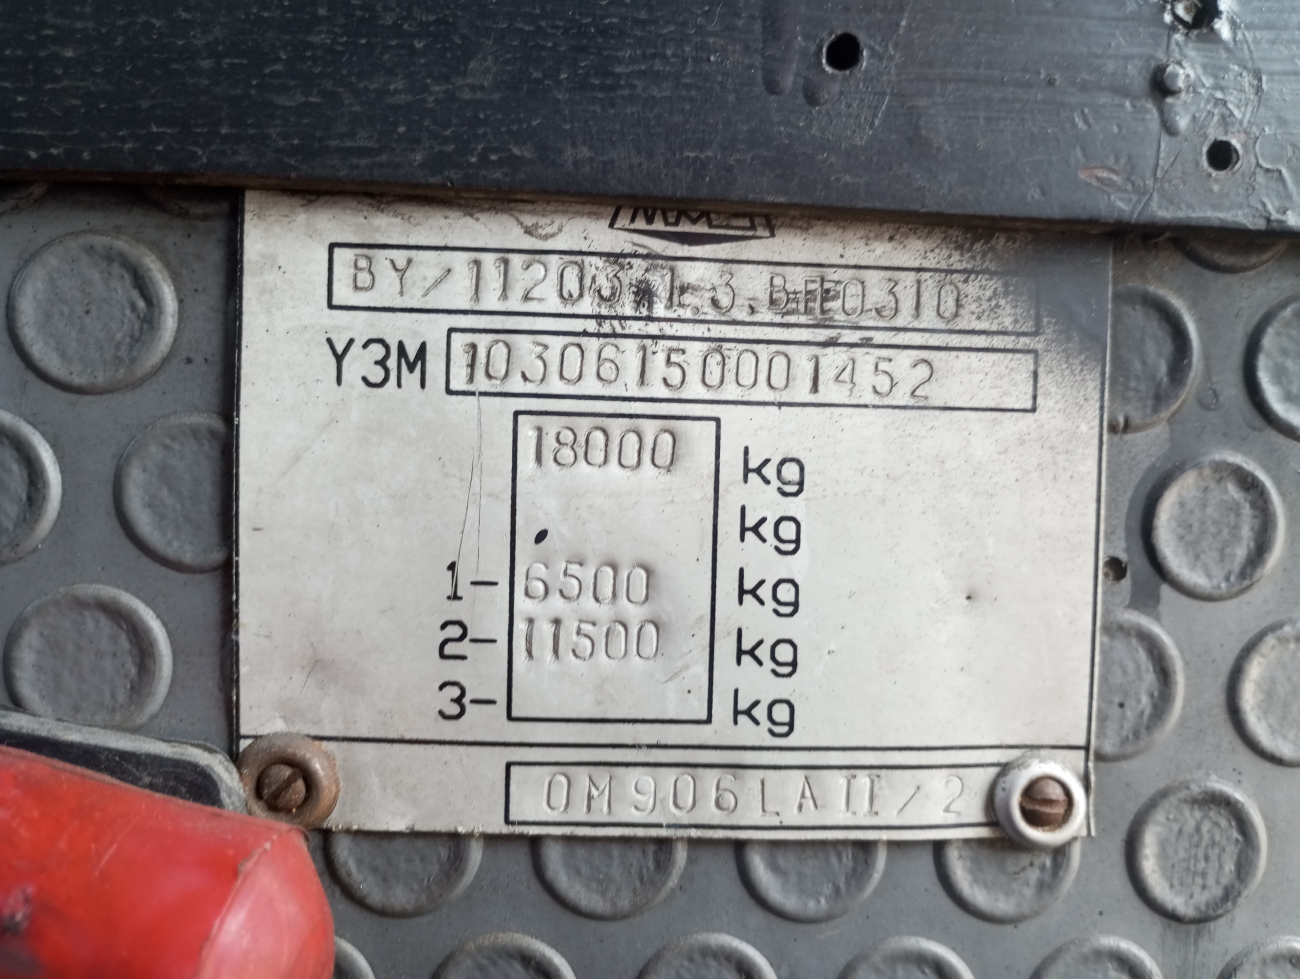 BY/11203
Y3M 10306150001452
18000 kg
kg
1- 6500 kg
2- 11500 kg
3- kg
OM906LAII/2